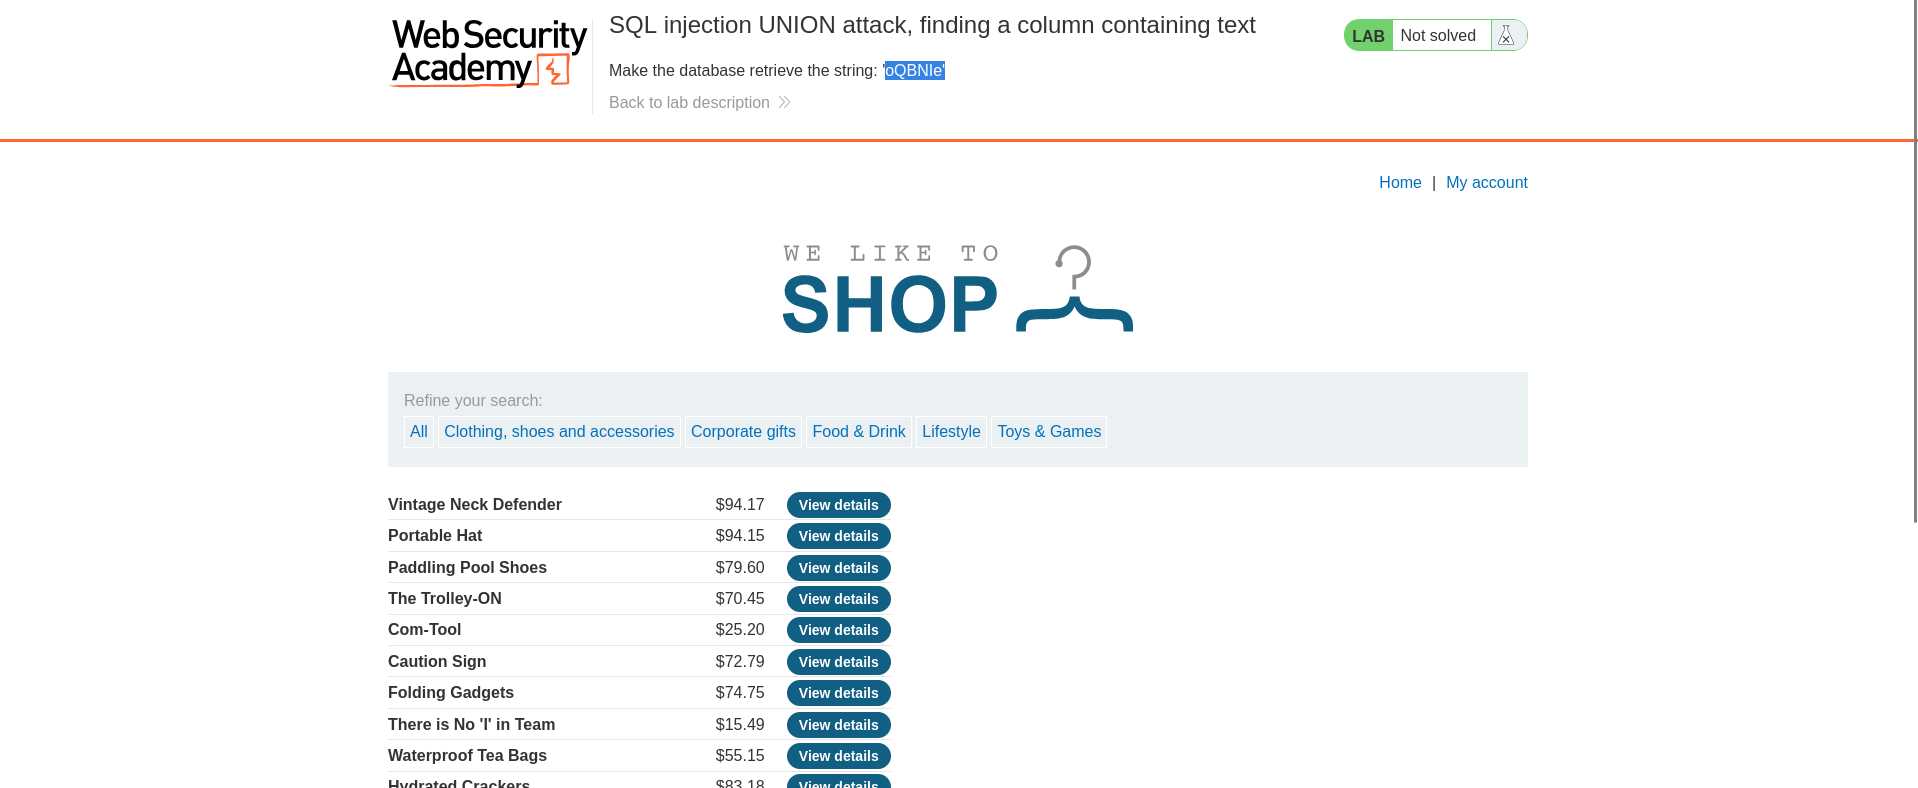 Web Security
Academy
SQL injection UNION attack, finding a column containing text
LAB Not solved
Make the database retrieve the string: 'oQBNIe'
Back to lab description
Home | My account
WE LIKE TO
SHOP
Refine your search:
All Clothing, shoes and accessories Corporate gifts Food & Drink Lifestyle Toys & Games
Vintage Neck Defender $94.17 View details
Portable Hat $94.15 View details
Paddling Pool Shoes $79.60 View details
The Trolley-ON $70.45 View details
Com-Tool $25.20 View details
Caution Sign $72.79 View details
Folding Gadgets $74.75 View details
There is No 'I' in Team $15.49 View details
Waterproof Tea Bags $55.15 View details
Hydrated Crackers $83.18 View details